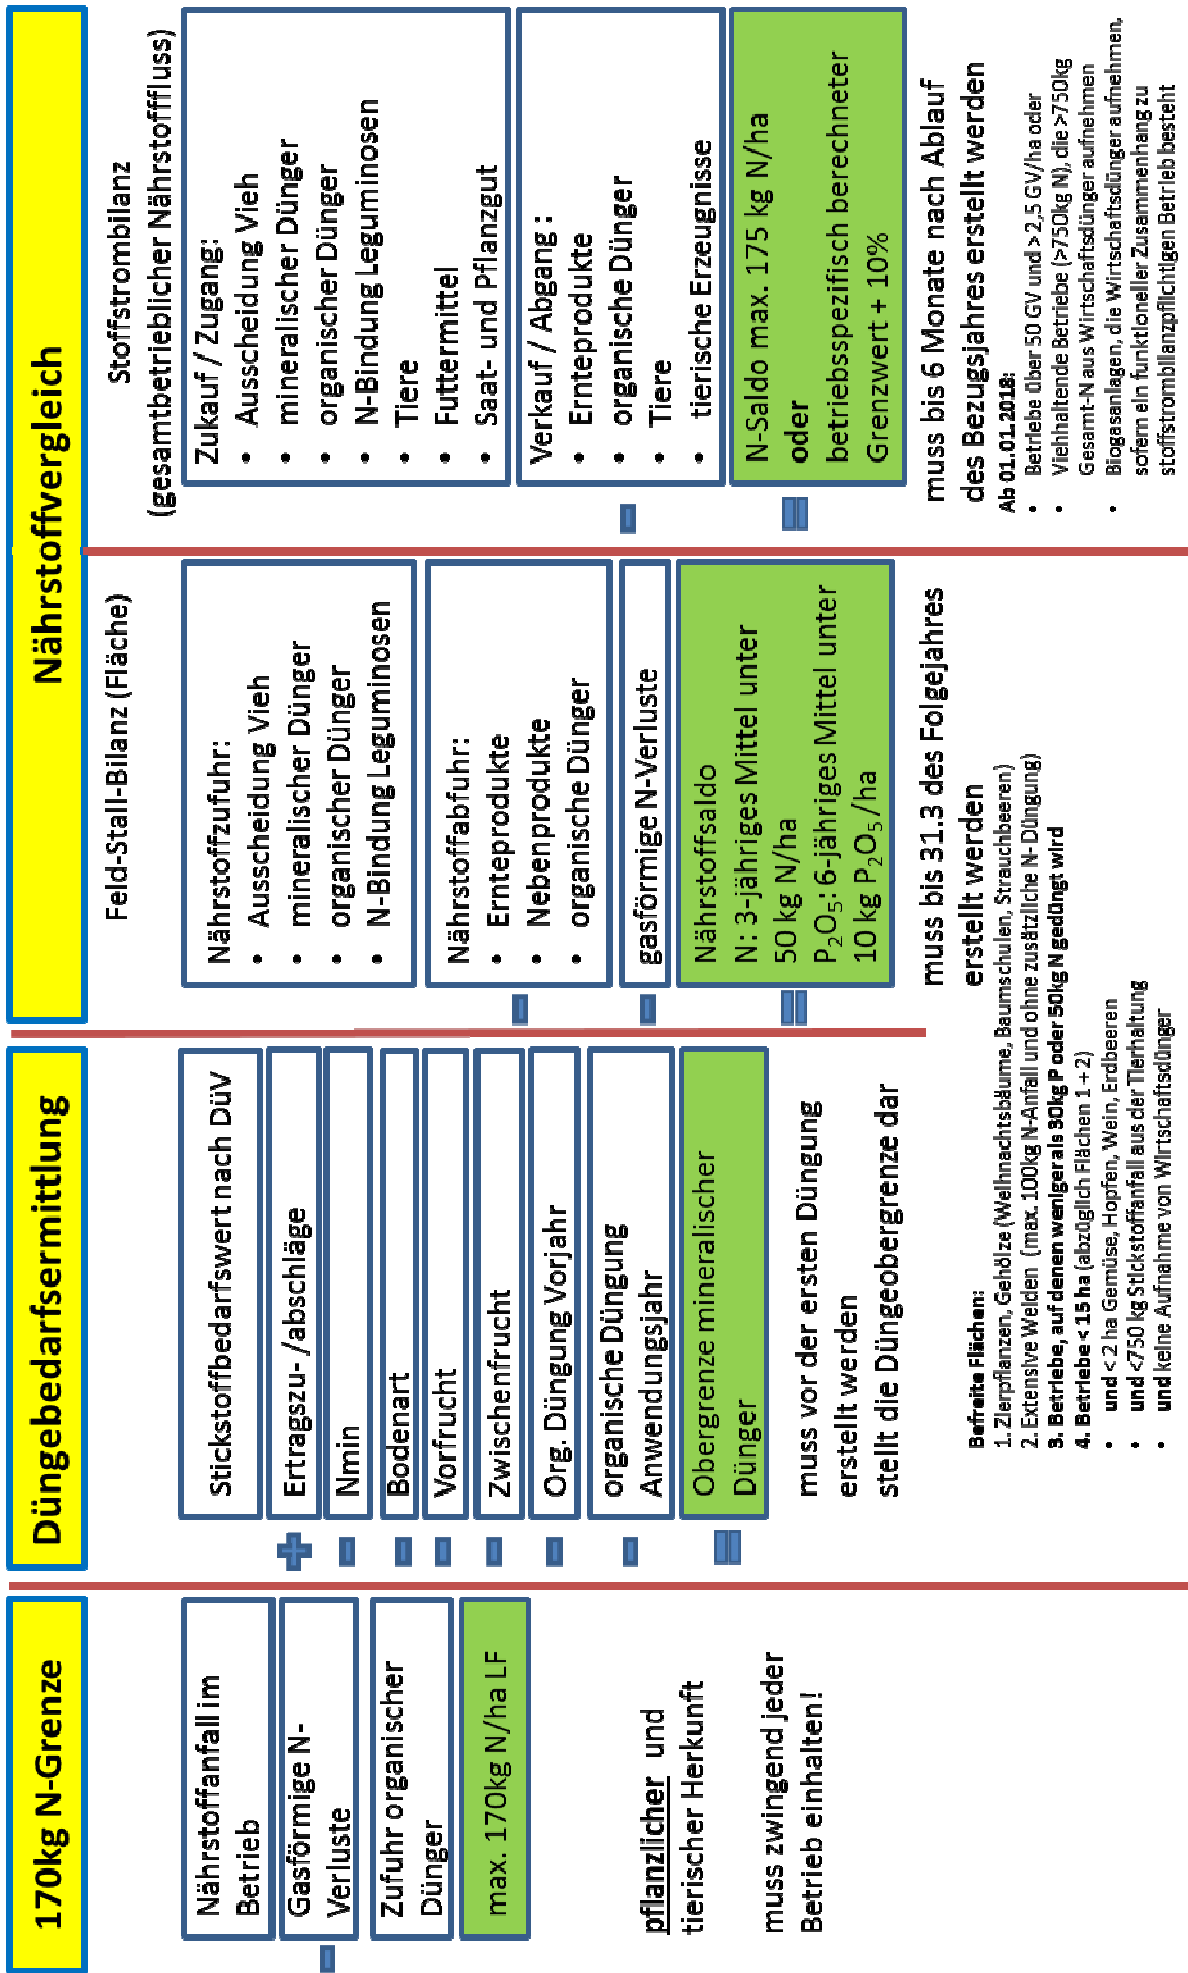 170kg N-Grenze
Nährstoffanfall im
Betrieb
-
Gasförmige N-
Verluste
Zufuhr organischer
Dünger
max. 170kg N/ha LF
pflanzlicher und
tierischer Herkunft
muss zwingend jeder
Betrieb einhalten!
Düngebedarfsermittlung
Stickstoffbedarfswert nach DüV
+
Ertragszu- /abschläge
-
Nmin
-
Bodenart
-
Vorfrucht
-
Zwischenfrucht
-
Org. Düngung Vorjahr
-
organische Düngung
Anwendungsjahr
=
Obergrenze mineralischer
Dünger
muss vor der ersten Düngung
erstellt werden
stellt die Düngeobergrenze dar
Nährstoffvergleich
Feld-Stall-Bilanz (Fläche)
Nährstoffzufuhr:
• Ausscheidung Vieh
• mineralischer Dünger
• organischer Dünger
• N-Bindung Leguminosen
-
Nährstoffabfuhr:
• Ernteprodukte
• Nebenprodukte
• organische Dünger
-
gasförmige N-Verluste
=
Nährstoffsaldo
N: 3-jähriges Mittel unter
50 kg N/ha
P₂O₅: 6-jähriges Mittel unter
10 kg P₂O₅/ha
muss bis 31.3 des Folgejahres
erstellt werden
Befreite Flächen:
1. Zierpflanzen, Gehölze (Weihnachtsbäume, Baumschulen, Strauchbeeren)
2. Extensive Weiden (max. 100kg N-Anfall und ohne zusätzliche N-Düngung)
3. Betriebe, auf denen weniger als 30kg P oder 50kg N gedüngt wird
4. Betriebe < 15 ha (abzüglich Flächen 1 + 2)
• und < 2 ha Gemüse, Hopfen, Wein, Erdbeeren
• und <750 kg Stickstoffanfall aus der Tierhaltung
• und keine Aufnahme von Wirtschaftsdünger
Stoffstrombilanz
(gesamtbetrieblicher Nährstofffluss)
Zukauf / Zugang:
• Ausscheidung Vieh
• mineralischer Dünger
• organischer Dünger
• N-Bindung Leguminosen
• Tiere
• Futtermittel
• Saat- und Pflanzgut
-
Verkauf / Abgang :
• Ernteprodukte
• organische Dünger
• Tiere
• tierische Erzeugnisse
=
N-Saldo max. 175 kg N/ha
oder
betriebsspezifisch berechneter
Grenzwert + 10%
muss bis 6 Monate nach Ablauf
des Bezugsjahres erstellt werden
Ab 01.01.2018:
• Betriebe über 50 GV und > 2,5 GV/ha oder
• Viehhaltende Betriebe (>750kg N), die >750kg
Gesamt-N aus Wirtschaftsdünger aufnehmen
• Biogasanlagen, die Wirtschaftsdünger aufnehmen,
sofern ein funktioneller Zusammenhang zu
stoffstrombilanzpflichtigen Betrieb besteht